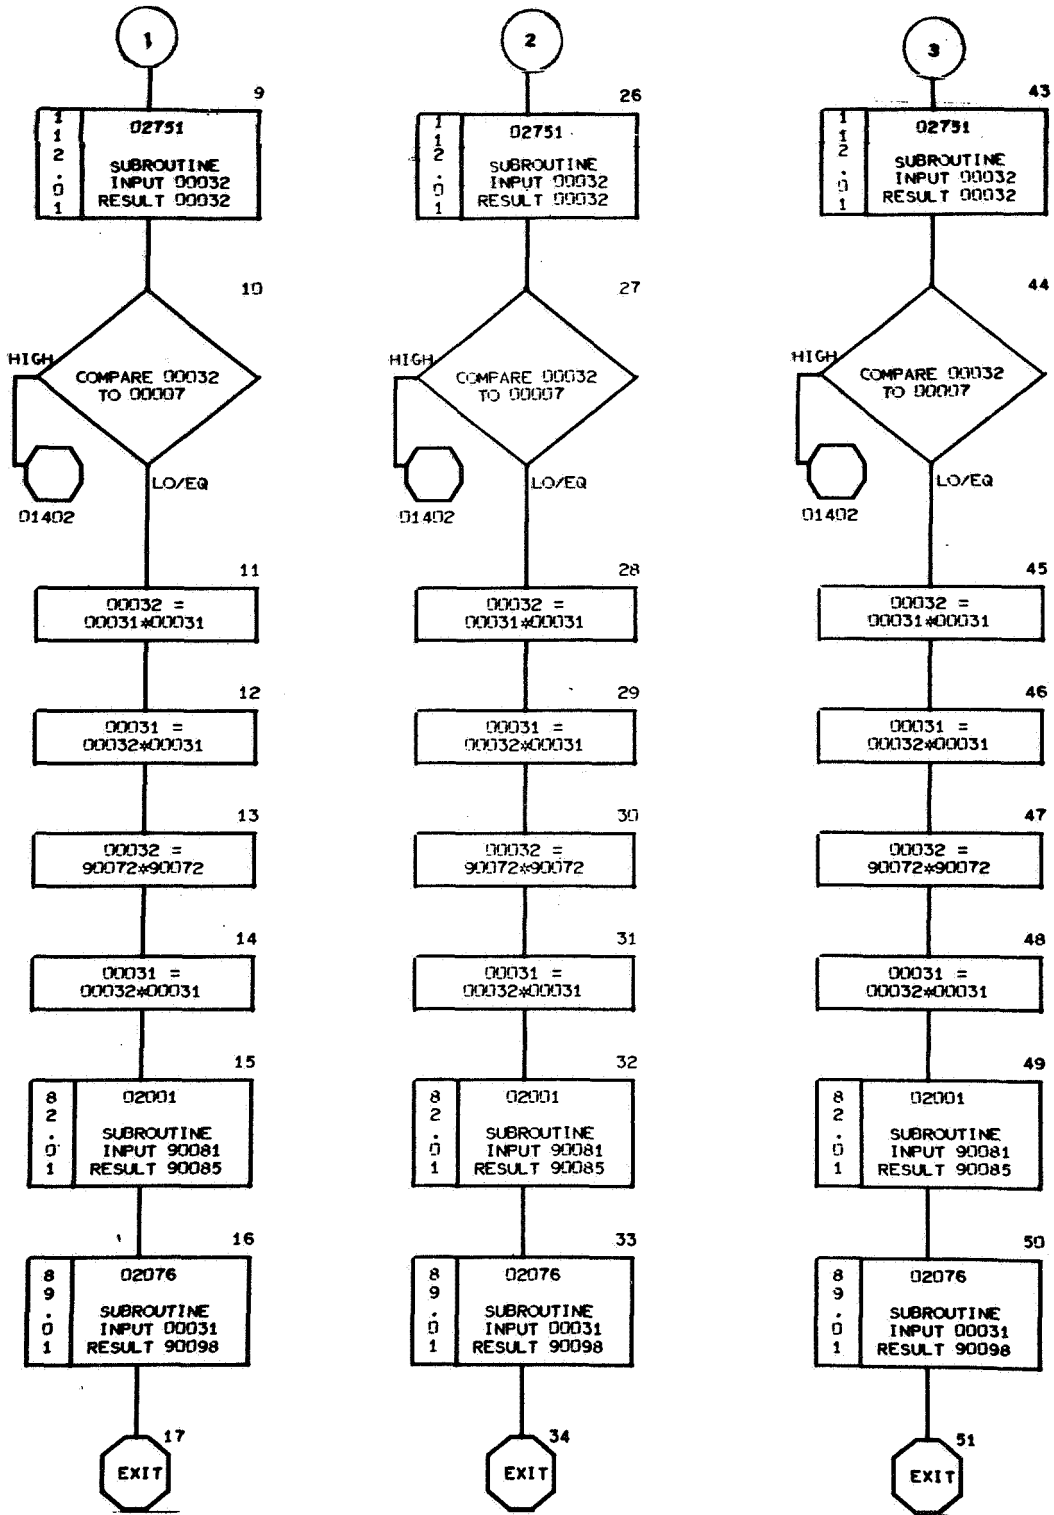 1
9
1
1
2
.
0
1
02751
SUBROUTINE
INPUT 00032
RESULT 00032
10
HIGH
COMPARE 00032
TO 00007
LO/EQ
01402
11
00032 =
00031*00031
12
00031 =
00032*00031
13
00032 =
90072*90072
14
00031 =
00032*00031
15
8
2
.
0
1
02001
SUBROUTINE
INPUT 90081
RESULT 90085
16
8
9
.
0
1
02076
SUBROUTINE
INPUT 00031
RESULT 90098
17
EXIT
2
26
1
1
2
.
0
1
02751
SUBROUTINE
INPUT 00032
RESULT 00032
27
HIGH
COMPARE 00032
TO 00007
LO/EQ
01402
28
00032 =
00031*00031
29
00031 =
00032*00031
30
00032 =
90072*90072
31
00031 =
00032*00031
32
8
2
.
0
1
02001
SUBROUTINE
INPUT 90081
RESULT 90085
33
8
9
.
0
1
02076
SUBROUTINE
INPUT 00031
RESULT 90098
34
EXIT
3
43
1
1
2
.
0
1
02751
SUBROUTINE
INPUT 00032
RESULT 00032
44
HIGH
COMPARE 00032
TO 00007
LO/EQ
01402
45
00032 =
00031*00031
46
00031 =
00032*00031
47
00032 =
90072*90072
48
00031 =
00032*00031
49
8
2
.
0
1
02001
SUBROUTINE
INPUT 90081
RESULT 90085
50
8
9
.
0
1
02076
SUBROUTINE
INPUT 00031
RESULT 90098
51
EXIT